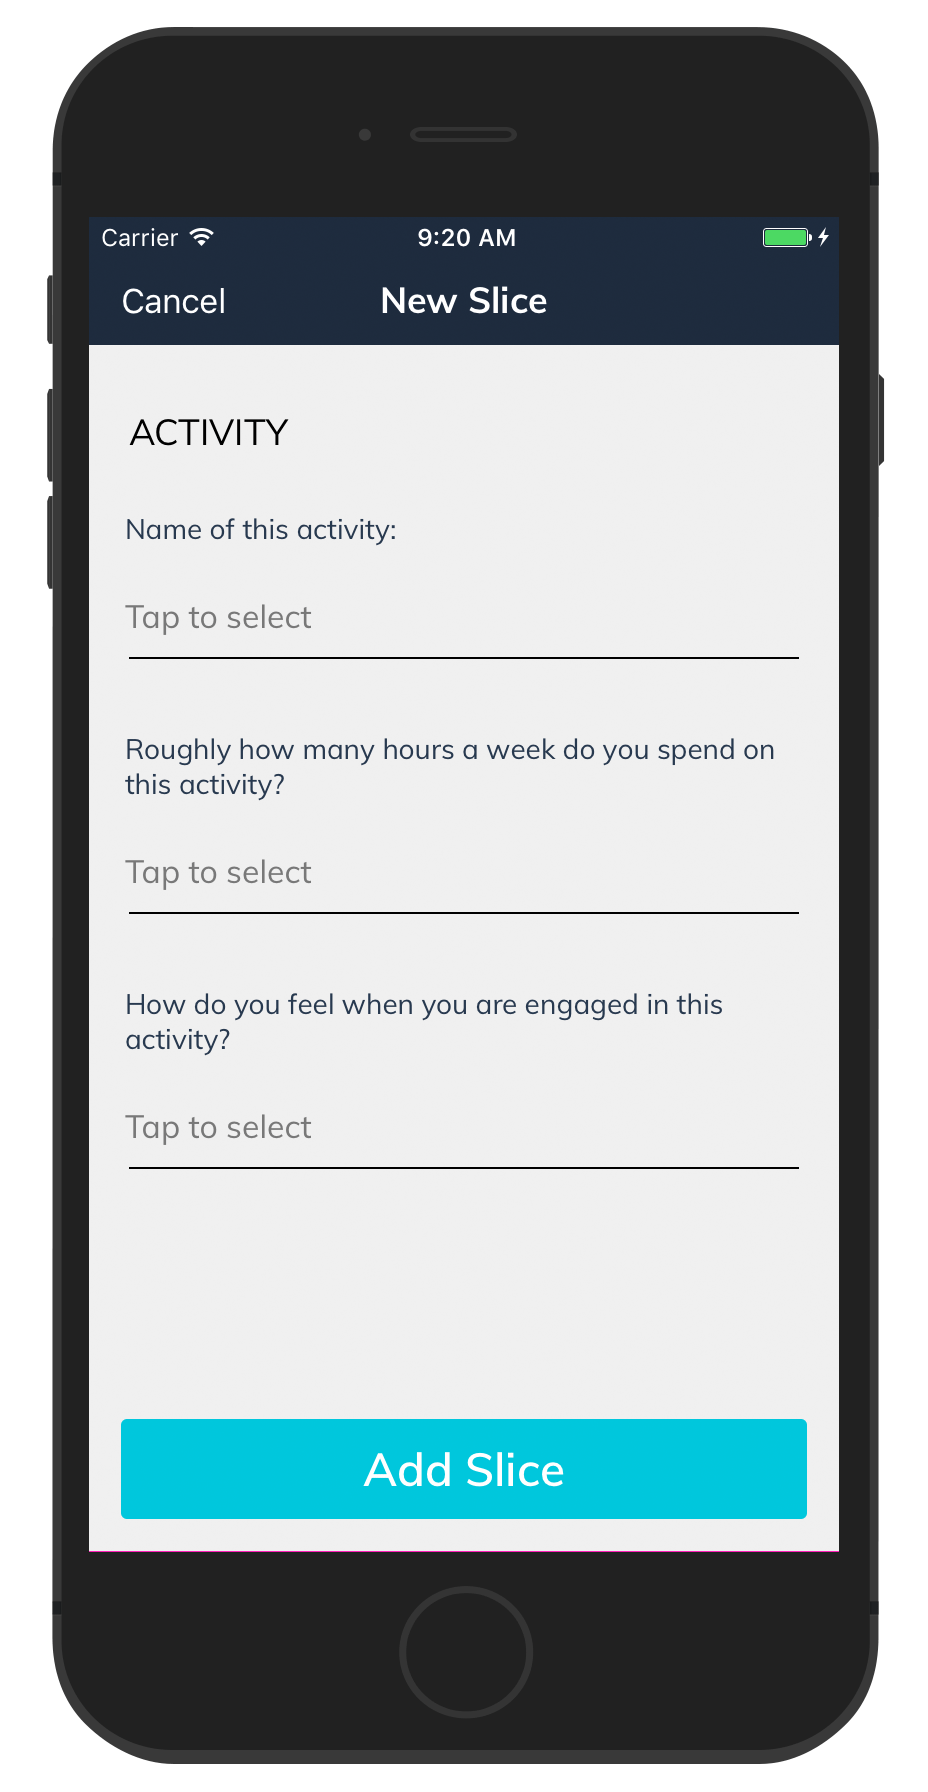 Carrier 9:20 AM
Cancel New Slice
ACTIVITY
Name of this activity:
Tap to select
Roughly how many hours a week do you spend on
this activity?
Tap to select
How do you feel when you are engaged in this
activity?
Tap to select
Add Slice